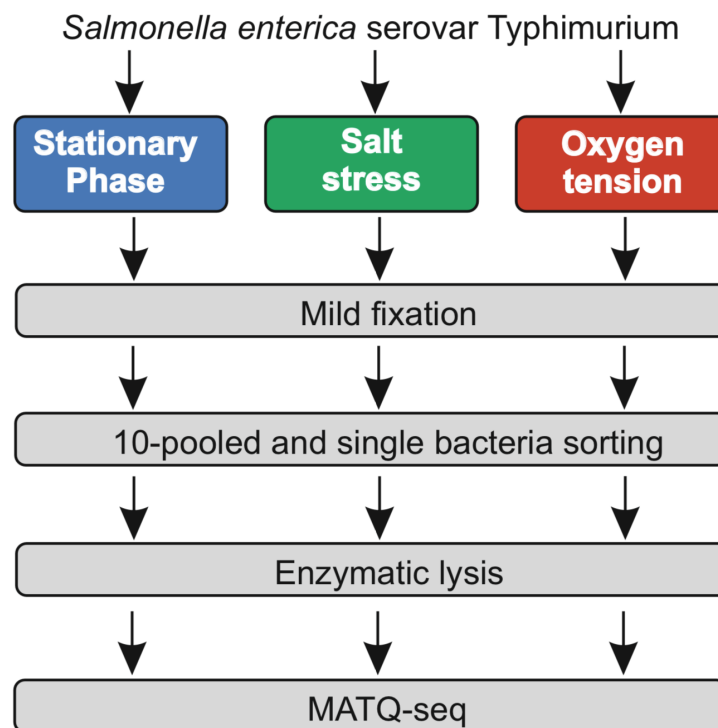 Salmonella enterica serovar Typhimurium
Stationary Phase
Salt stress
Oxygen tension
Mild fixation
10-pooled and single bacteria sorting
Enzymatic lysis
MATQ-seq